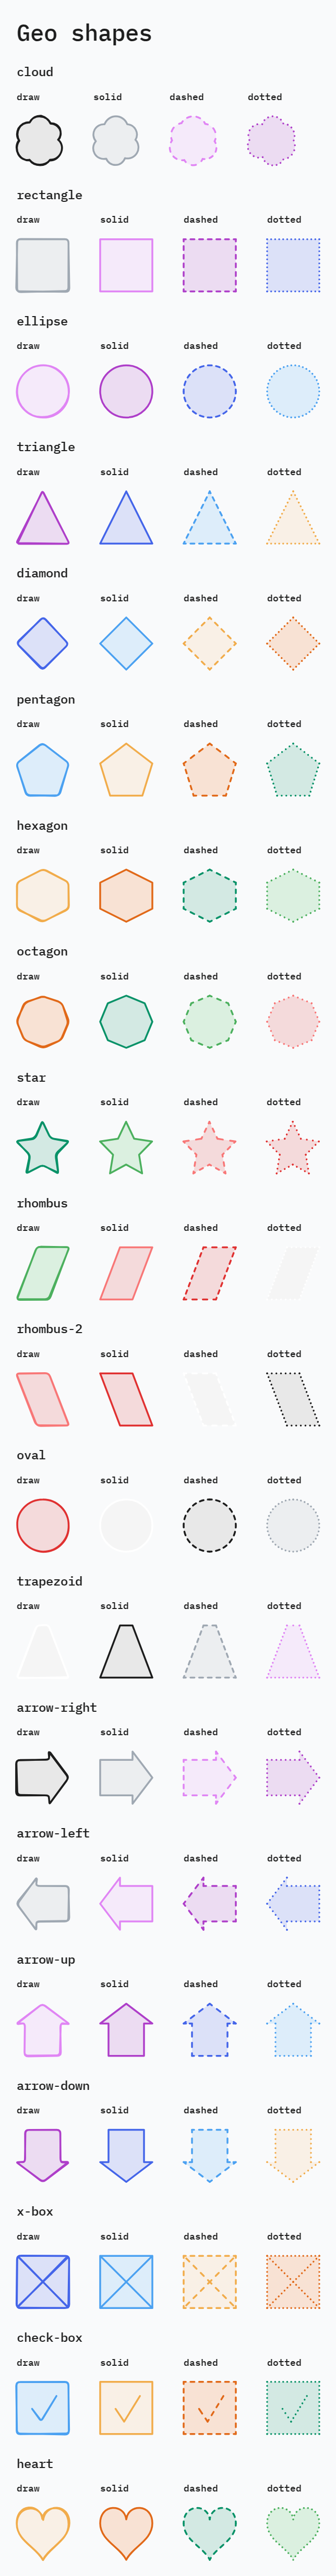 Geo shapes
cloud
draw solid dashed dotted
rectangle
draw solid dashed dotted
ellipse
draw solid dashed dotted
triangle
draw solid dashed dotted
diamond
draw solid dashed dotted
pentagon
draw solid dashed dotted
hexagon
draw solid dashed dotted
octagon
draw solid dashed dotted
star
draw solid dashed dotted
rhombus
draw solid dashed dotted
rhombus-2
draw solid dashed dotted
oval
draw solid dashed dotted
trapezoid
draw solid dashed dotted
arrow-right
draw solid dashed dotted
arrow-left
draw solid dashed dotted
arrow-up
draw solid dashed dotted
arrow-down
draw solid dashed dotted
x-box
draw solid dashed dotted
check-box
draw solid dashed dotted
heart
draw solid dashed dotted